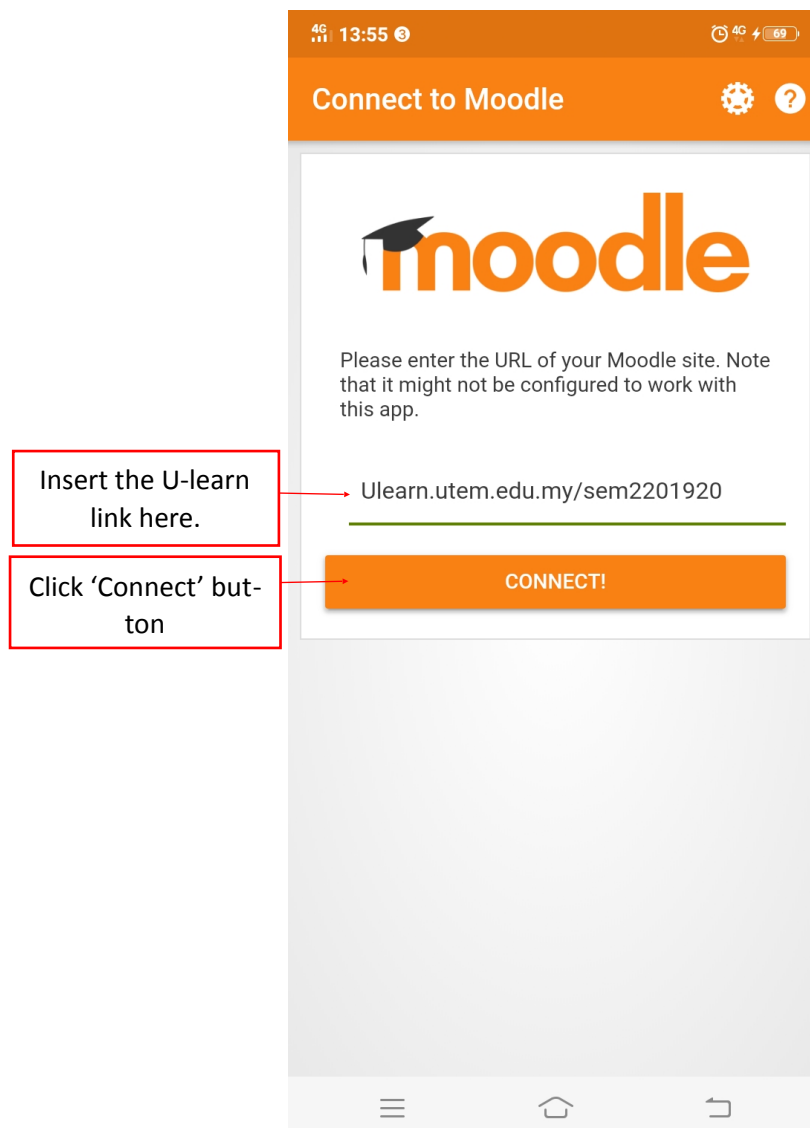 4G 13:55 3 4G 69
Connect to Moodle ?
moodle
Please enter the URL of your Moodle site. Note
that it might not be configured to work with
this app.
Insert the U-learn
link here.
Ulearn.utem.edu.my/sem2201920
Click ‘Connect’ but-
ton
CONNECT!